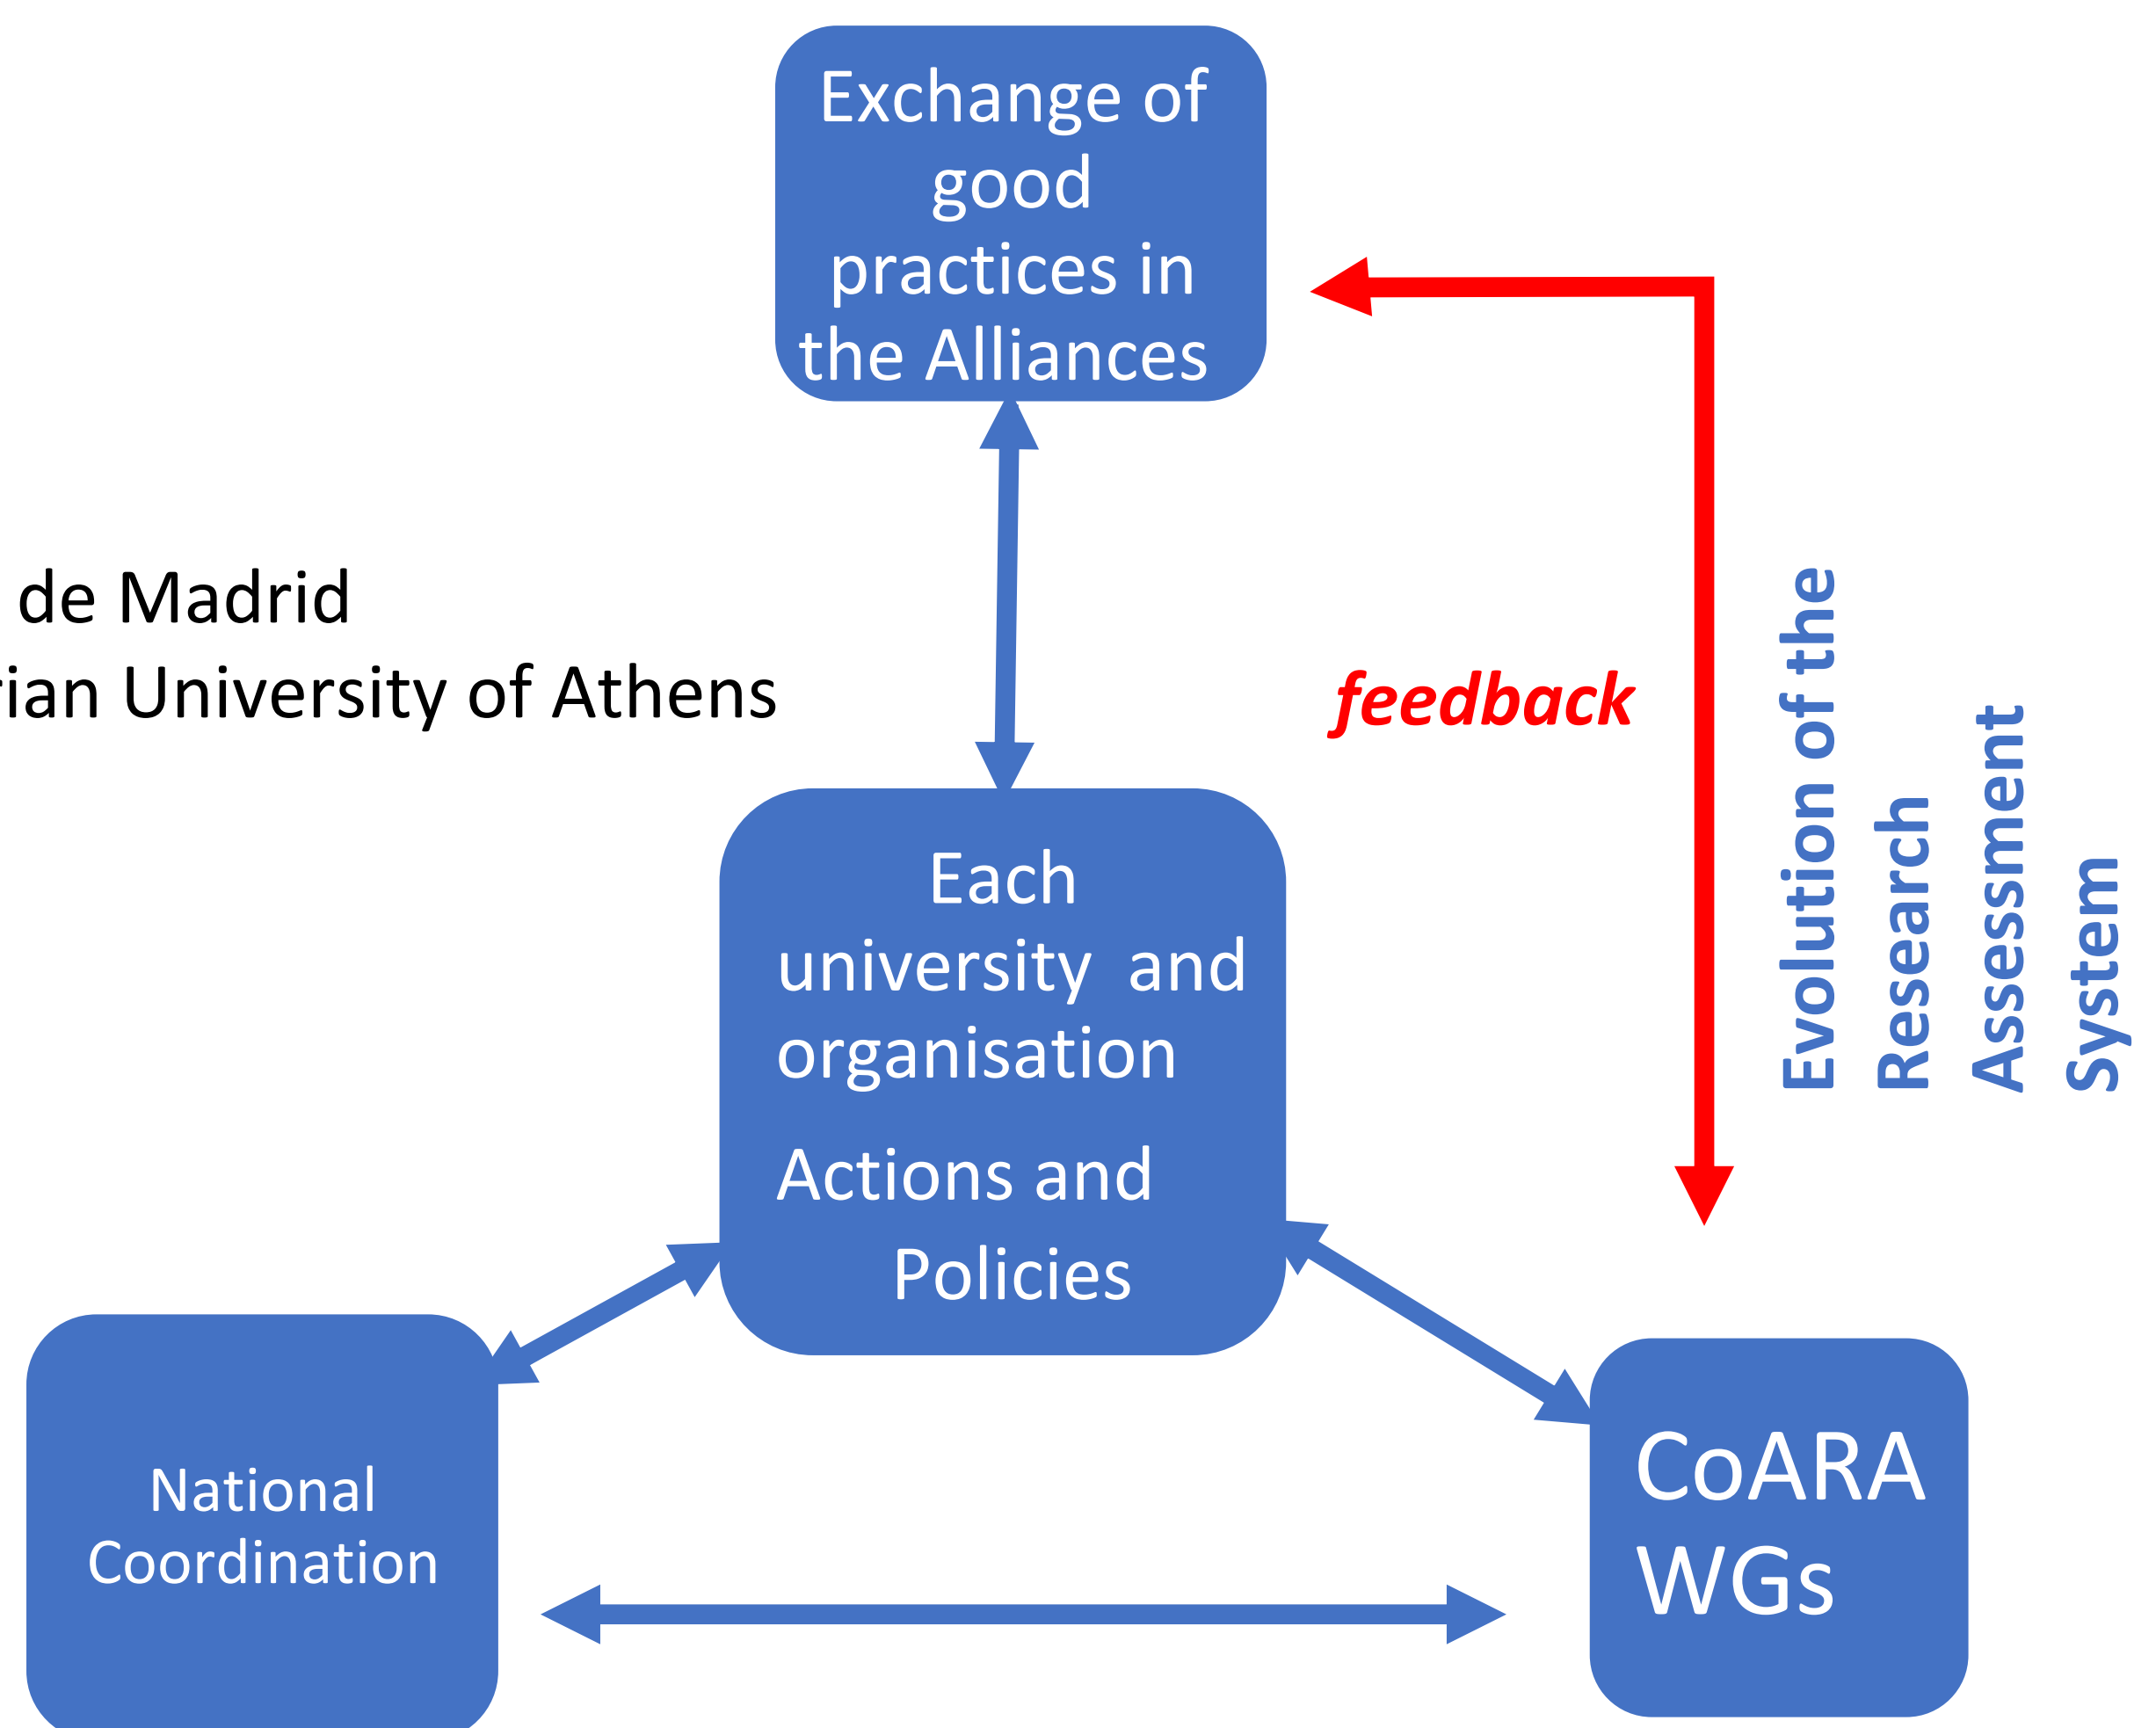 Exchange of
good
practices in
the Alliances
de Madrid
ian University of Athens
feedback
Evolution of the
Research
Assessment
System
Each
university and
organisation
Actions and
Policies
National
Coordination
CoARA
WGs